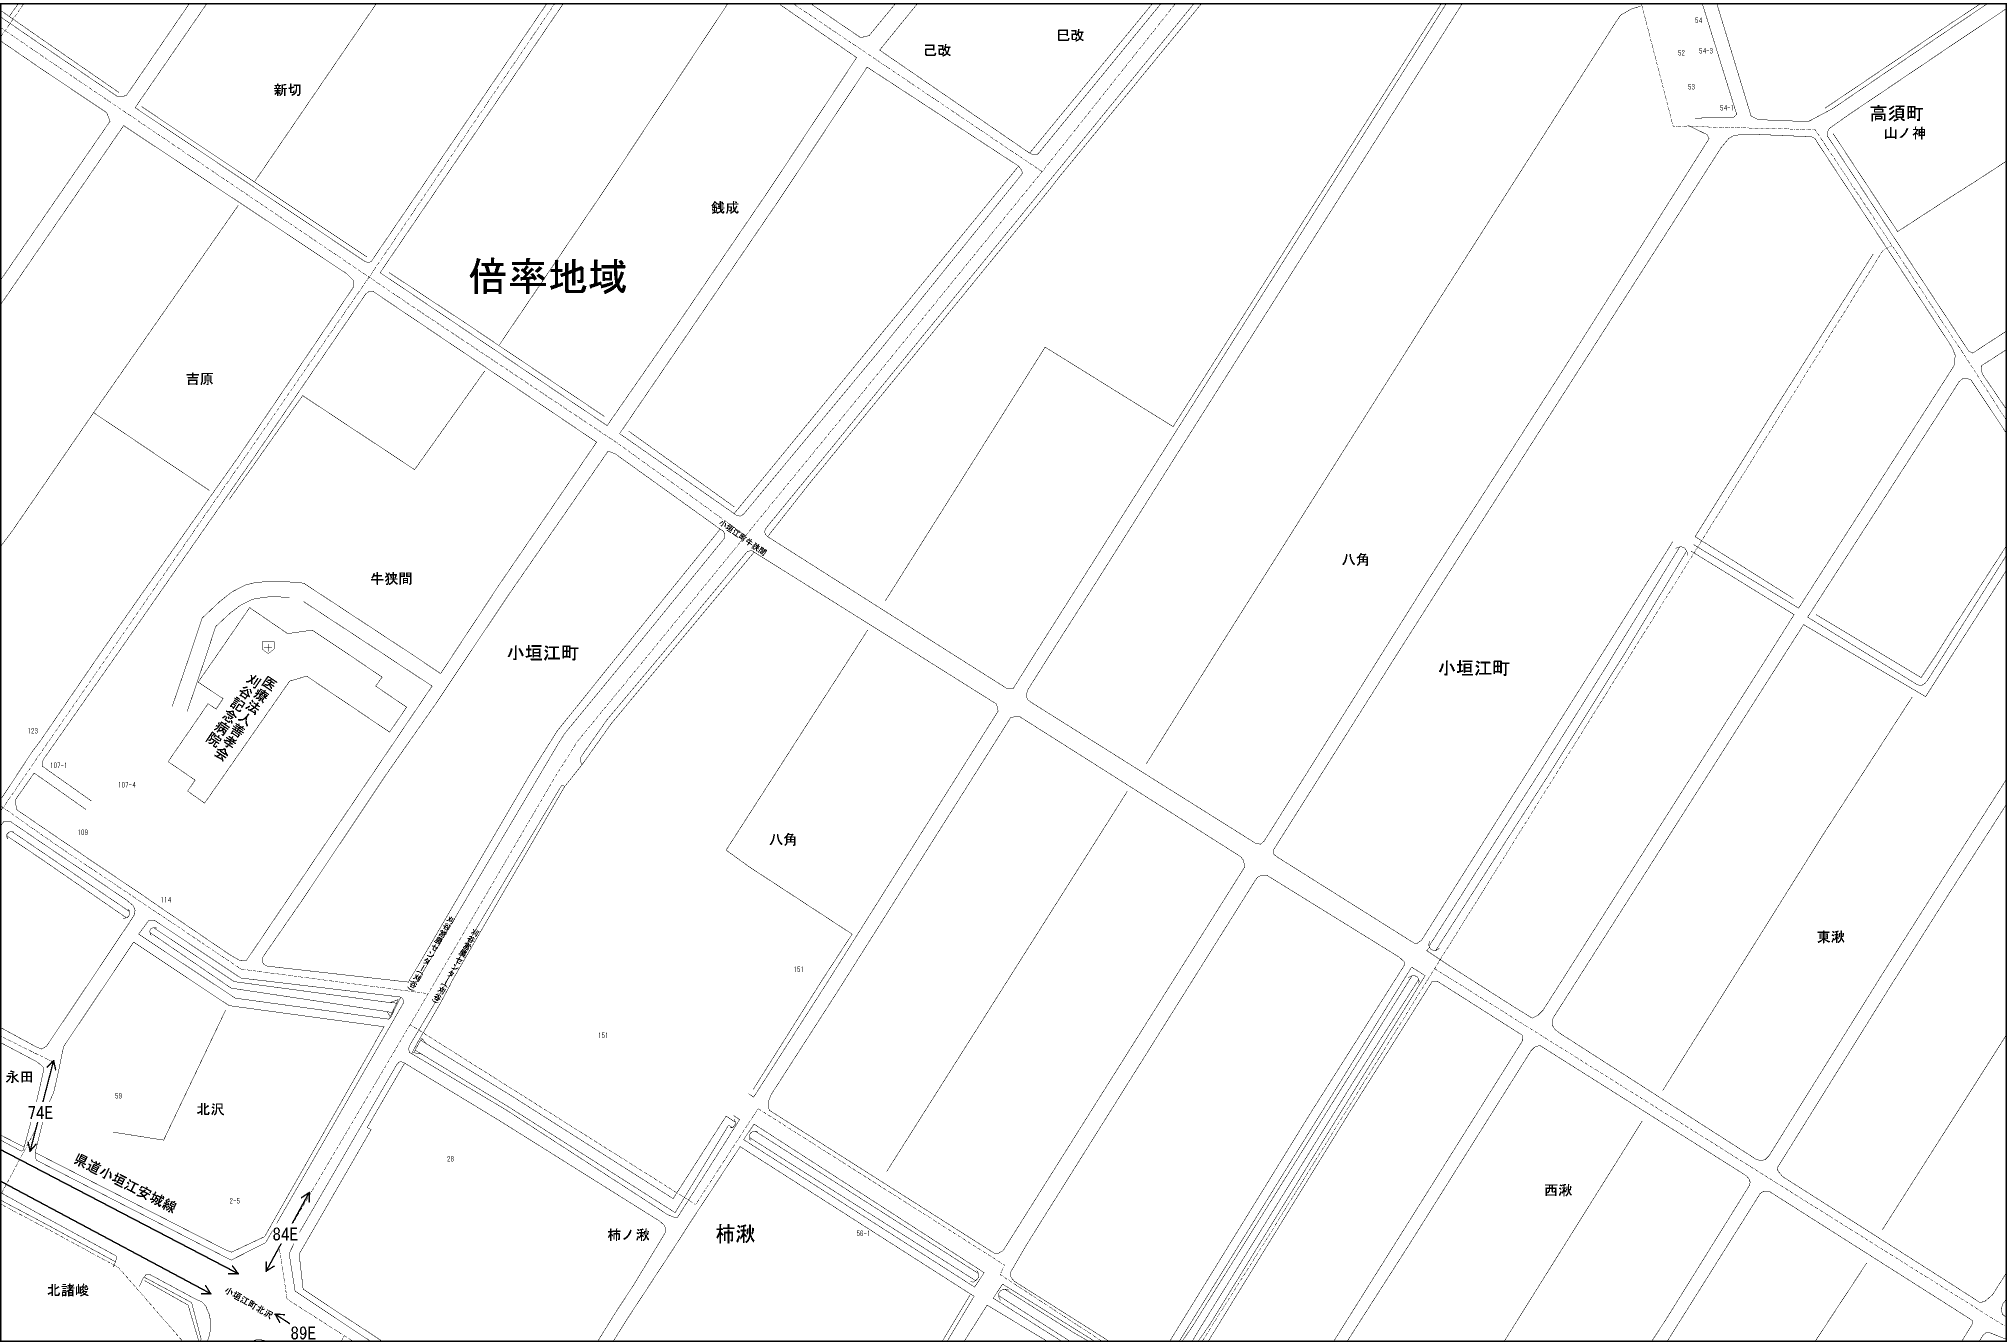 己改
巳改
54
52
54-3
53
54-1
高須町
山ノ神
新切
銭成
倍率地域
吉原
小垣江町牛狭間
牛狭間
八角
小垣江町
小垣江町
医療法人善孝会
刈谷記念病院
123
107-1
107-4
109
八角
114
東湫
151
151
永田
59
74E
北沢
28
県道小垣江安城線
2-5
84E
柿ノ湫
柿湫
56-1
西湫
北諸峻
小垣江町北沢
89E